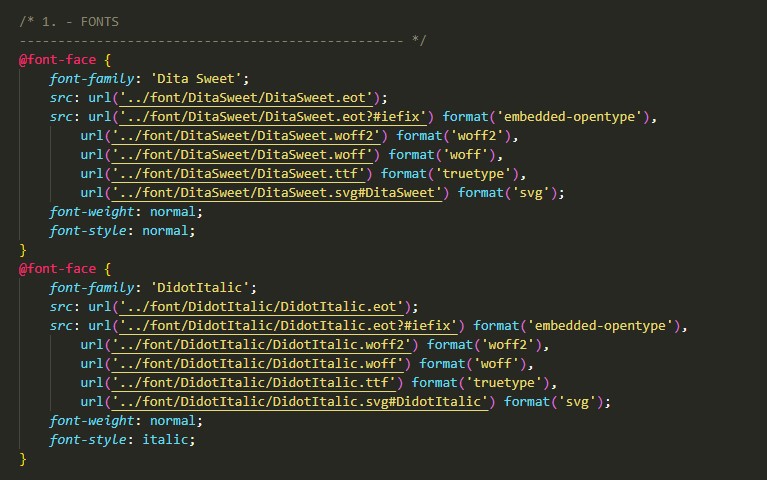 /* 1. - FONTS
-------------------------------------------------- */
@font-face {
    font-family: 'Dita Sweet';
    src: url('../font/DitaSweet/DitaSweet.eot');
    src: url('../font/DitaSweet/DitaSweet.eot?#iefix') format('embedded-opentype'),
        url('../font/DitaSweet/DitaSweet.woff2') format('woff2'),
        url('../font/DitaSweet/DitaSweet.woff') format('woff'),
        url('../font/DitaSweet/DitaSweet.ttf') format('truetype'),
        url('../font/DitaSweet/DitaSweet.svg#DitaSweet') format('svg');
    font-weight: normal;
    font-style: normal;
}
@font-face {
    font-family: 'DidotItalic';
    src: url('../font/DidotItalic/DidotItalic.eot');
    src: url('../font/DidotItalic/DidotItalic.eot?#iefix') format('embedded-opentype'),
        url('../font/DidotItalic/DidotItalic.woff2') format('woff2'),
        url('../font/DidotItalic/DidotItalic.woff') format('woff'),
        url('../font/DidotItalic/DidotItalic.ttf') format('truetype'),
        url('../font/DidotItalic/DidotItalic.svg#DidotItalic') format('svg');
    font-weight: normal;
    font-style: italic;
}